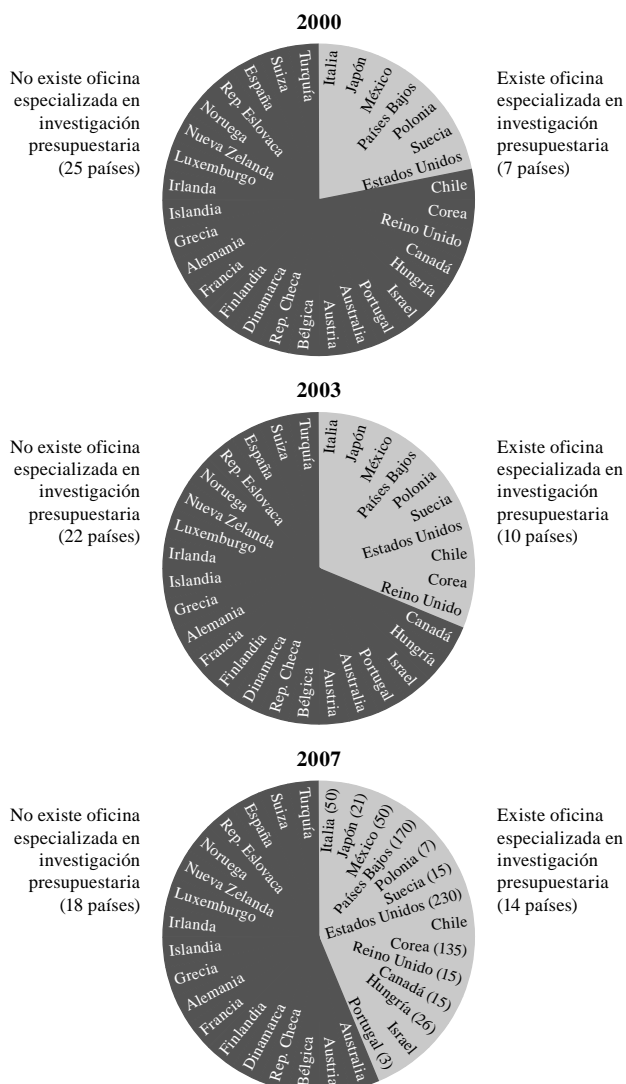 2000
No existe oficina
especializada en
investigación
presupuestaria
(25 países)
Existe oficina
especializada en
investigación
presupuestaria
(7 países)
Italia
Japón
México
Países Bajos
Polonia
Suecia
Estados Unidos
Chile
Corea
Reino Unido
Canadá
Hungría
Israel
Portugal
Australia
Austria
Bélgica
Rep. Checa
Dinamarca
Finlandia
Francia
Alemania
Grecia
Islandia
Irlanda
Luxemburgo
Nueva Zelanda
Noruega
Rep. Eslovaca
España
Suiza
Turquía
2003
No existe oficina
especializada en
investigación
presupuestaria
(22 países)
Existe oficina
especializada en
investigación
presupuestaria
(10 países)
Italia
Japón
México
Países Bajos
Polonia
Suecia
Estados Unidos
Chile
Corea
Reino Unido
Canadá
Hungría
Israel
Portugal
Australia
Austria
Bélgica
Rep. Checa
Dinamarca
Finlandia
Francia
Alemania
Grecia
Islandia
Irlanda
Luxemburgo
Nueva Zelanda
Noruega
Rep. Eslovaca
España
Suiza
Turquía
2007
No existe oficina
especializada en
investigación
presupuestaria
(18 países)
Existe oficina
especializada en
investigación
presupuestaria
(14 países)
Italia (50)
Japón (21)
México (50)
Países Bajos (170)
Polonia (7)
Suecia (15)
Estados Unidos (230)
Chile
Corea (135)
Reino Unido (15)
Canadá (15)
Hungría (26)
Israel
Portugal (3)
Australia
Austria
Bélgica
Rep. Checa
Dinamarca
Finlandia
Francia
Alemania
Grecia
Islandia
Irlanda
Luxemburgo
Nueva Zelanda
Noruega
Rep. Eslovaca
España
Suiza
Turquía